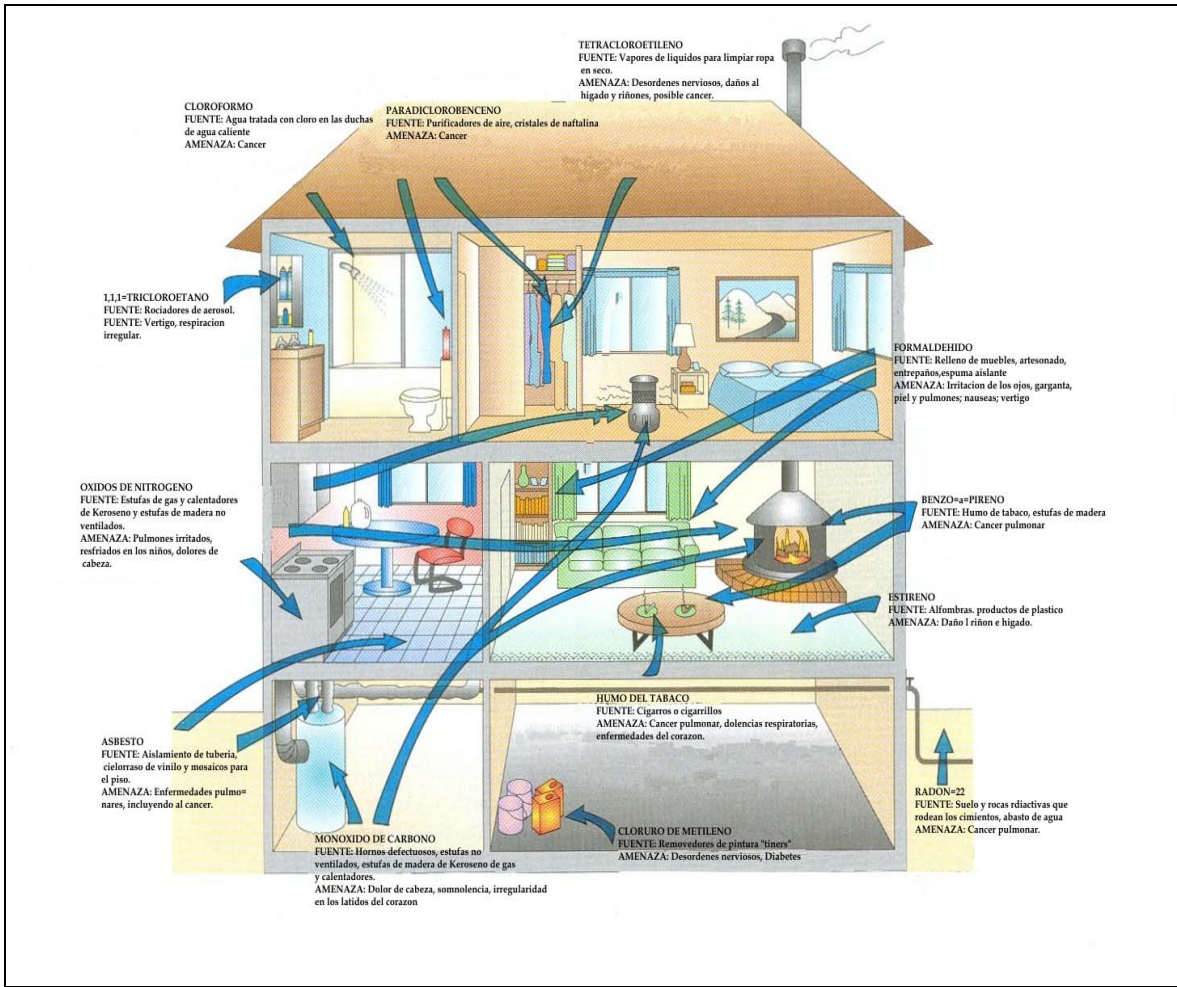 TETRACLOROETILENO
FUENTE: Vapores de liquidos para limpiar ropa
en seco.
AMENAZA: Desordenes nerviosos, daños al
higado y riñones, posible cancer.
CLOROFORMO
FUENTE: Agua tratada con cloro en las duchas
de agua caliente
AMENAZA: Cancer
PARADICLOROBENCENO
FUENTE: Purificadores de aire, cristales de naftalina
AMENAZA: Cancer
1,1,1=TRICLOROETANO
FUENTE: Rociadores de aerosol.
FUENTE: Vertigo, respiracion
irregular.
FORMALDEHIDO
FUENTE: Relleno de muebles, artesonado,
entrepaños,espuma aislante
AMENAZA: Irritacion de los ojos, garganta,
piel y pulmones; nauseas; vertigo
OXIDOS DE NITROGENO
FUENTE: Estufas de gas y calentadores
de Keroseno y estufas de madera no
ventilados.
AMENAZA: Pulmones irritados,
resfriados en los niños, dolores de
cabeza.
BENZO=a=PIRENO
FUENTE: Humo de tabaco, estufas de madera
AMENAZA: Cancer pulmonar
ESTIRENO
FUENTE: Alfombras. productos de plastico
AMENAZA: Daño l riñon e higado.
HUMO DEL TABACO
FUENTE: Cigarros o cigarrillos
AMENAZA: Cancer pulmonar, dolencias respiratorias,
enfermedades del corazon.
ASBESTO
FUENTE: Aislamiento de tuberia,
cielorraso de vinilo y mosaicos para
el piso.
AMENAZA: Enfermedades pulmo=
nares, incluyendo al cancer.
RADON=22
FUENTE: Suelo y rocas rdiactivas que
rodean los cimientos, abasto de agua
AMENAZA: Cancer pulmonar.
MONOXIDO DE CARBONO
FUENTE: Hornos defectuosos, estufas no
ventilados, estufas de madera de Keroseno de gas
y calentadores.
AMENAZA: Dolor de cabeza, somnolencia, irregularidad
en los latidos del corazon
CLORURO DE METILENO
FUENTE: Removedores de pintura "tiners"
AMENAZA: Desordenes nerviosos, Diabetes